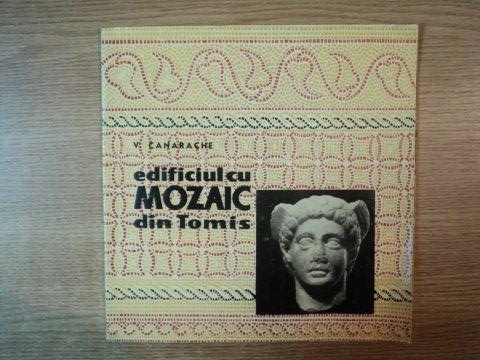 V. CANARACHE
edificiul cu
MOZAIC
din Tomis